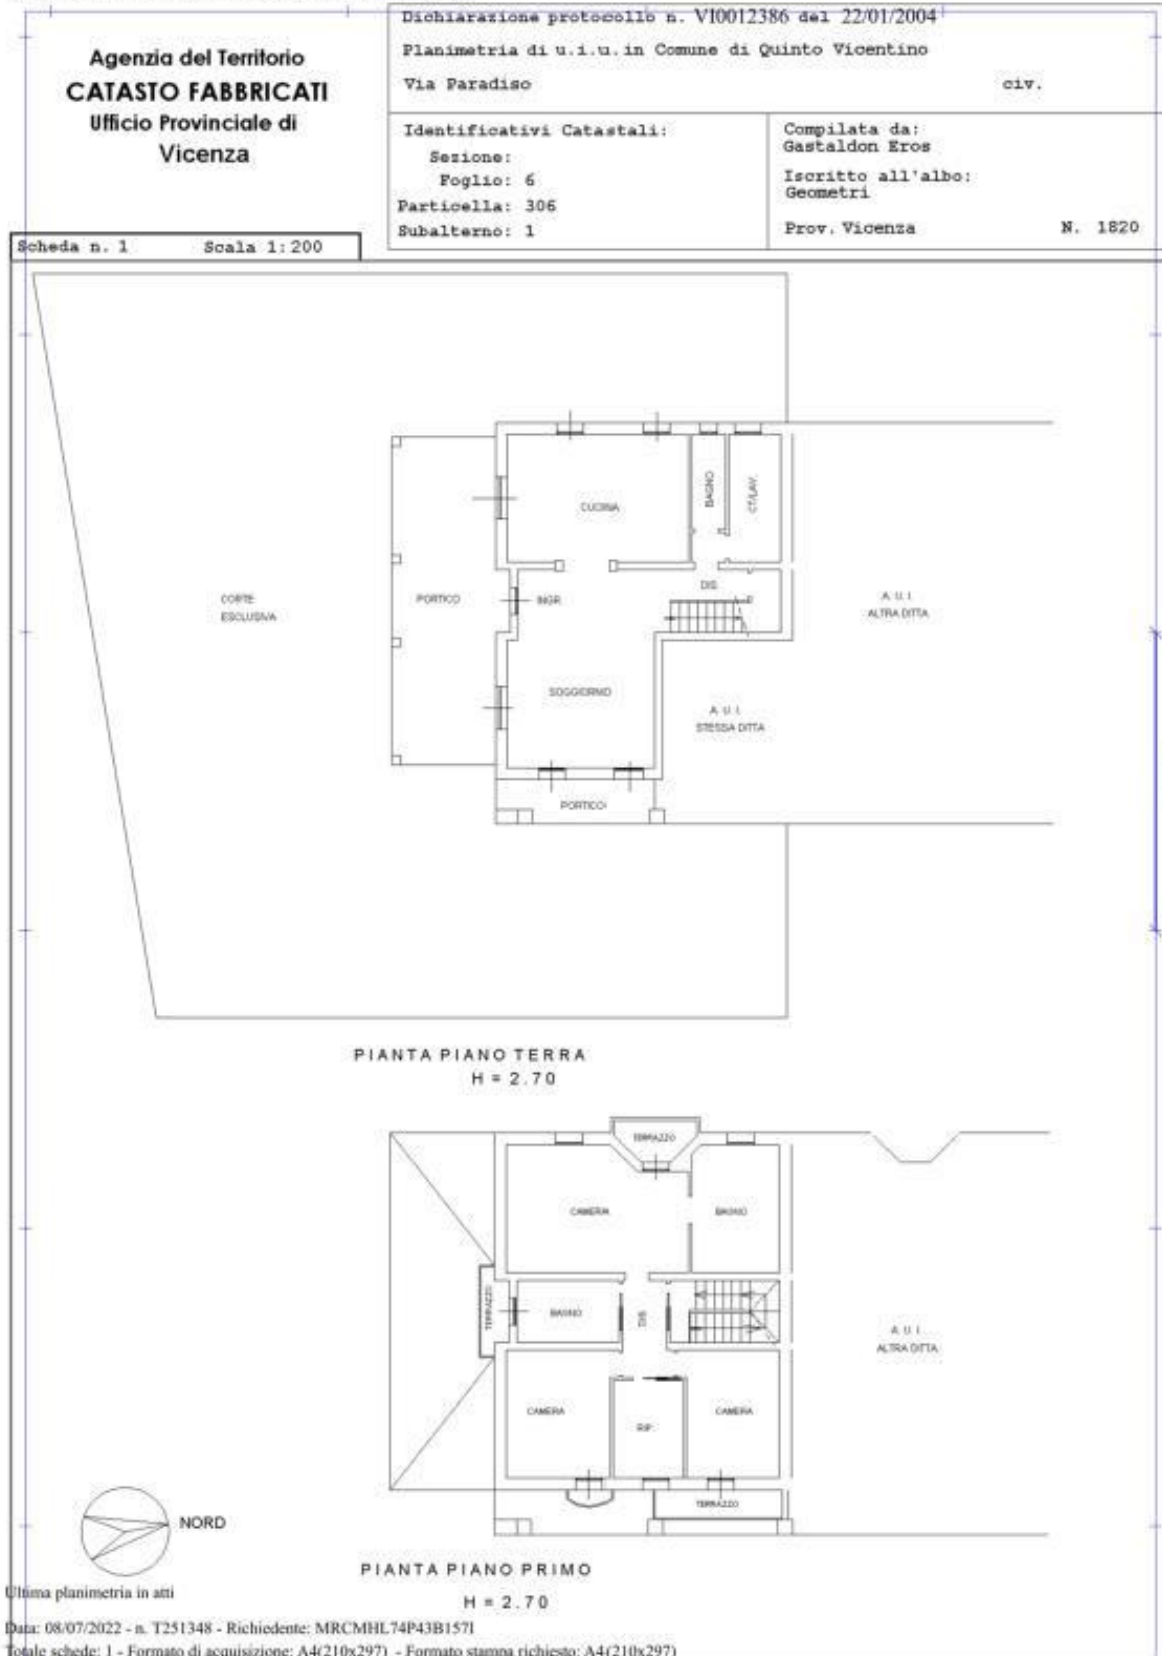 Agenzia del Territorio
CATASTO FABBRICATI
Ufficio Provinciale di
Vicenza
Dichiarazione protocollo n. VI0012386 del 22/01/2004
Planimetria di u.i.u. in Comune di Quinto Vicentino
Via Paradiso civ.
Identificativi Catastali:
Sezione:
Foglio: 6
Particella: 306
Subalterno: 1
Compilata da:
Gastaldon Eros
Iscritto all'albo:
Geometri
Prov. Vicenza N. 1820
Scheda n. 1 Scala 1:200
CUCINA
BAGNO
CT/LAV.
CORTE
ESCLUSIVA
PORTICO
INGR.
DIS.
A. U. I.
ALTRA DITTA
SOGGIORNO
A. U. I.
STESSA DITTA
PORTICO
PIANTA PIANO TERRA
H = 2.70
TERRAZZO
CAMERA
BAGNO
TERRAZZO
BAGNO
DIS.
A. U. I.
ALTRA DITTA
CAMERA
RIP.
CAMERA
TERRAZZO
NORD
PIANTA PIANO PRIMO
H = 2.70
Ultima planimetria in atti
Data: 08/07/2022 - n. T251348 - Richiedente: MRCMHL74P43B157I
Totale schede: 1 - Formato di acquisizione: A4(210x297) - Formato stampa richiesto: A4(210x297)